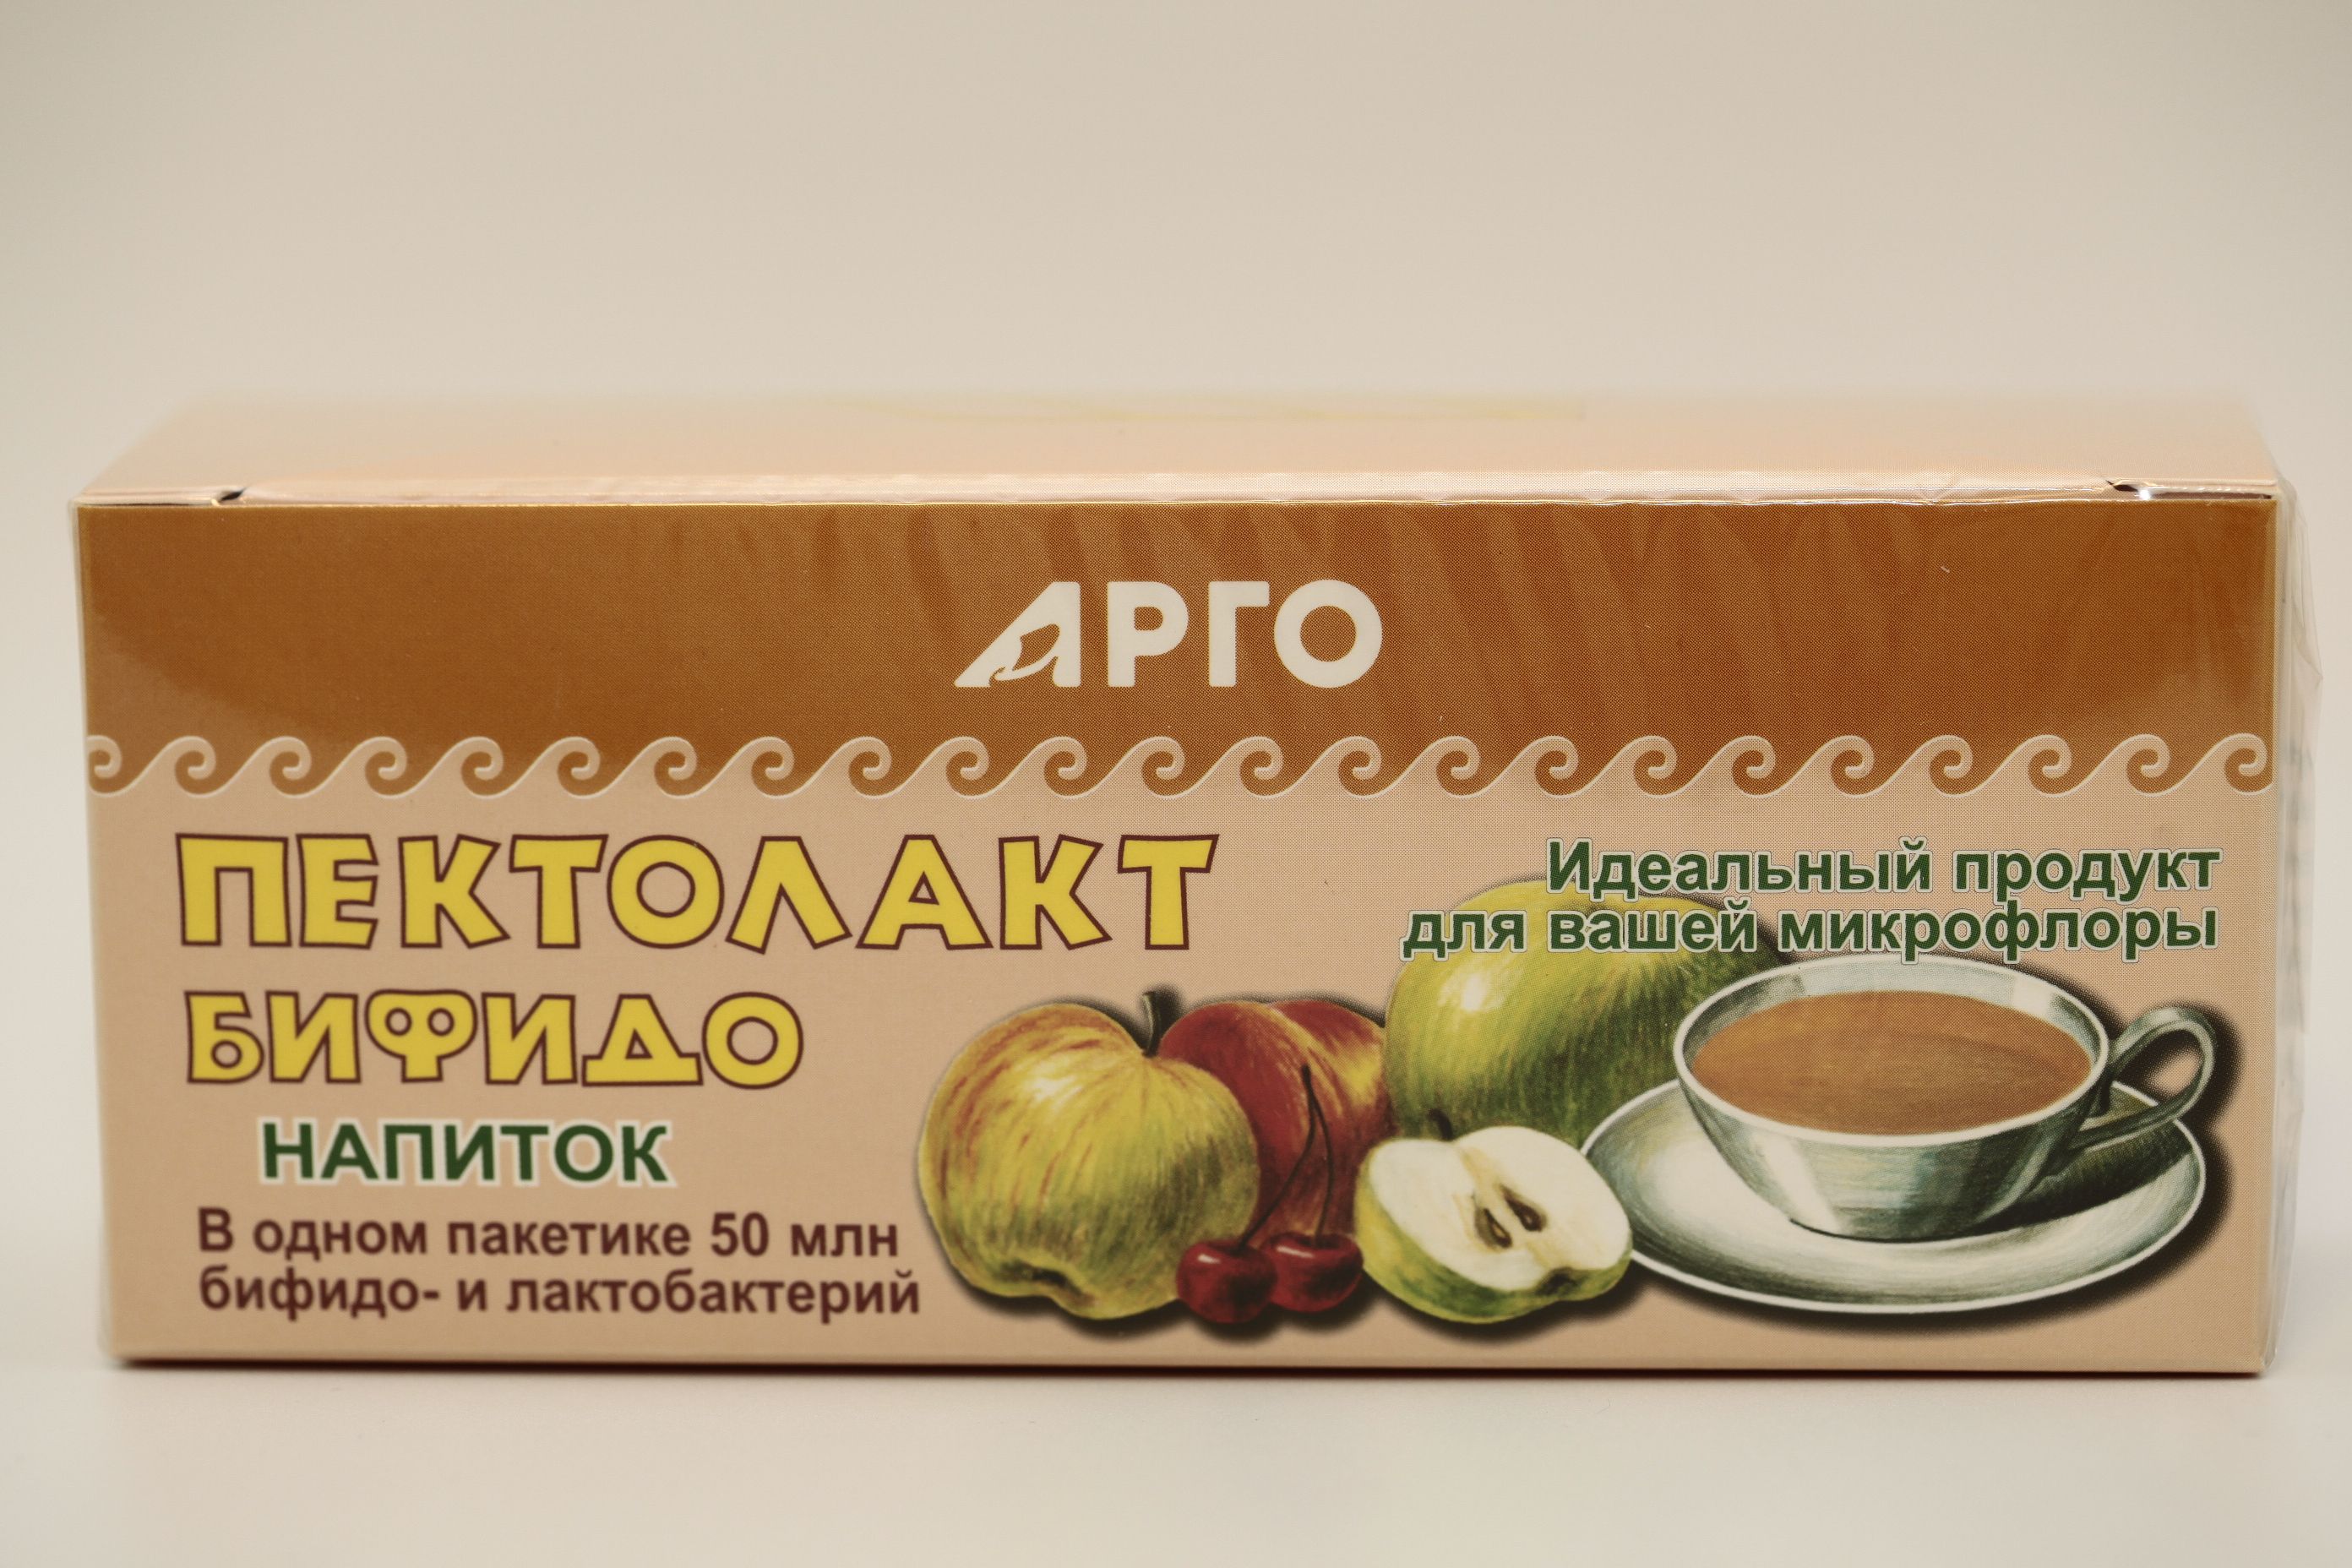 АРГО
ПЕКТОЛАКТ
БИФИДО
НАПИТОК
В одном пакетике 50 млн
бифидо- и лактобактерий
Идеальный продукт
для вашей микрофлоры